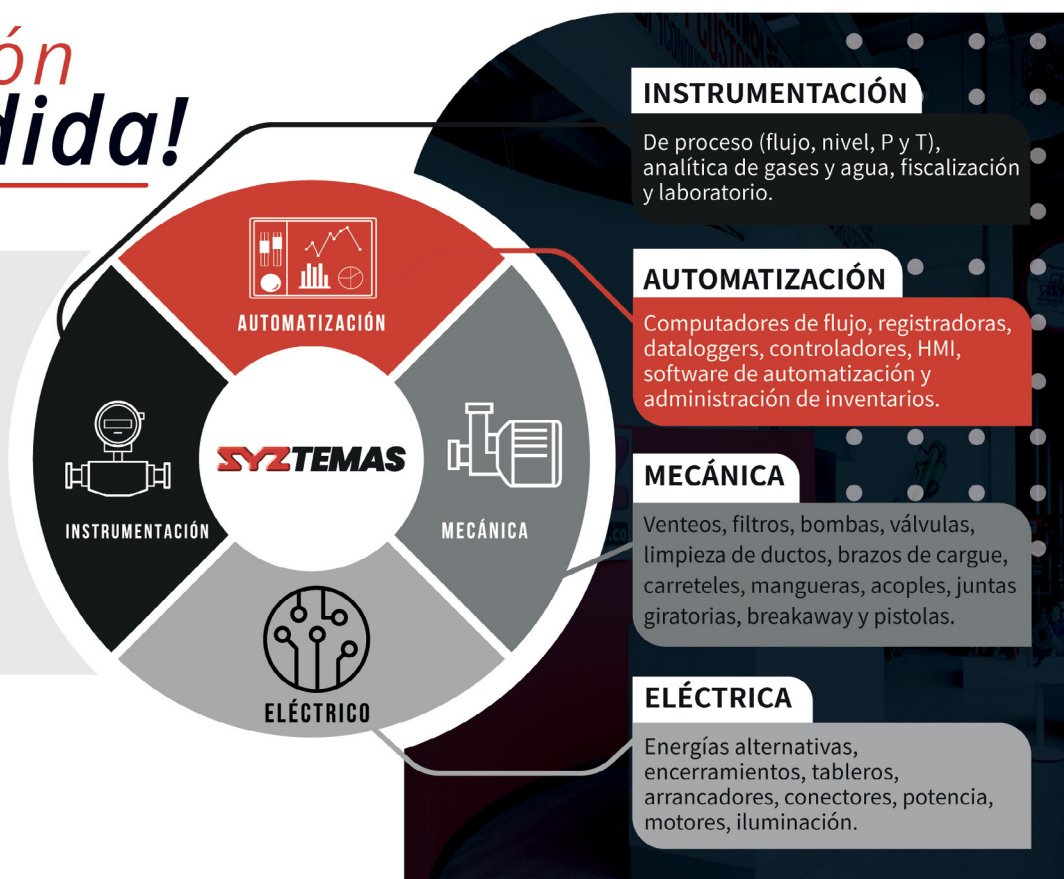 ón
dida!
AUTOMATIZACIÓN
INSTRUMENTACIÓN
SYZTEMAS
MECÁNICA
ELÉCTRICO
INSTRUMENTACIÓN
De proceso (flujo, nivel, P y T),
analítica de gases y agua, fiscalización
y laboratorio.
AUTOMATIZACIÓN
Computadores de flujo, registradoras,
dataloggers, controladores, HMI,
software de automatización y
administración de inventarios.
MECÁNICA
Venteos, filtros, bombas, válvulas,
limpieza de ductos, brazos de cargue,
carreteles, mangueras, acoples, juntas
giratorias, breakaway y pistolas.
ELÉCTRICA
Energías alternativas,
encerramientos, tableros,
arrancadores, conectores, potencia,
motores, iluminación.